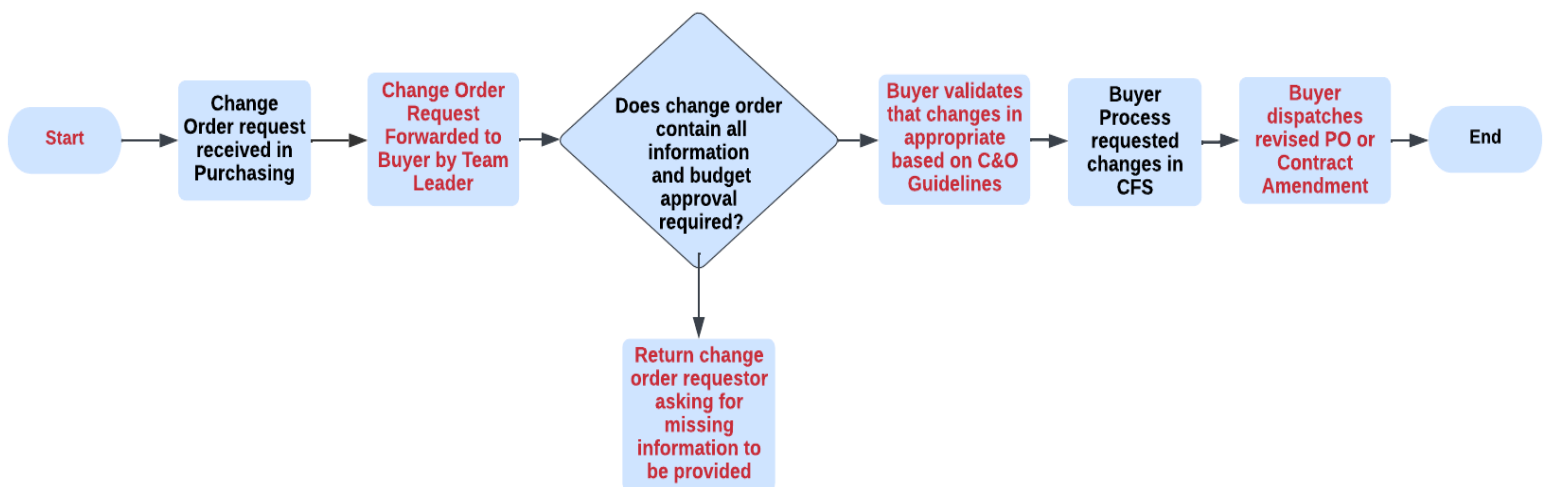 Start
Change
Order request
received in
Purchasing
Change Order
Request
Forwarded to
Buyer by Team
Leader
Does change order
contain all
information
and budget
approval
required?
Return change
order requestor
asking for
missing
information to
be provided
Buyer validates
that changes in
appropriate
based on C&O
Guidelines
Buyer
Process
requested
changes in
CFS
Buyer
dispatches
revised PO or
Contract
Amendment
End